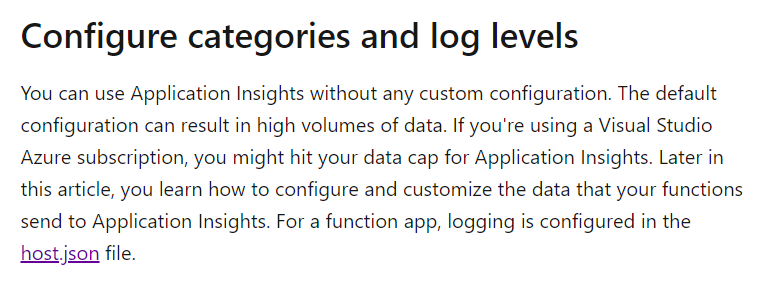 Configure categories and log levels
You can use Application Insights without any custom configuration. The default
configuration can result in high volumes of data. If you're using a Visual Studio
Azure subscription, you might hit your data cap for Application Insights. Later in
this article, you learn how to configure and customize the data that your functions
send to Application Insights. For a function app, logging is configured in the
host.json file.